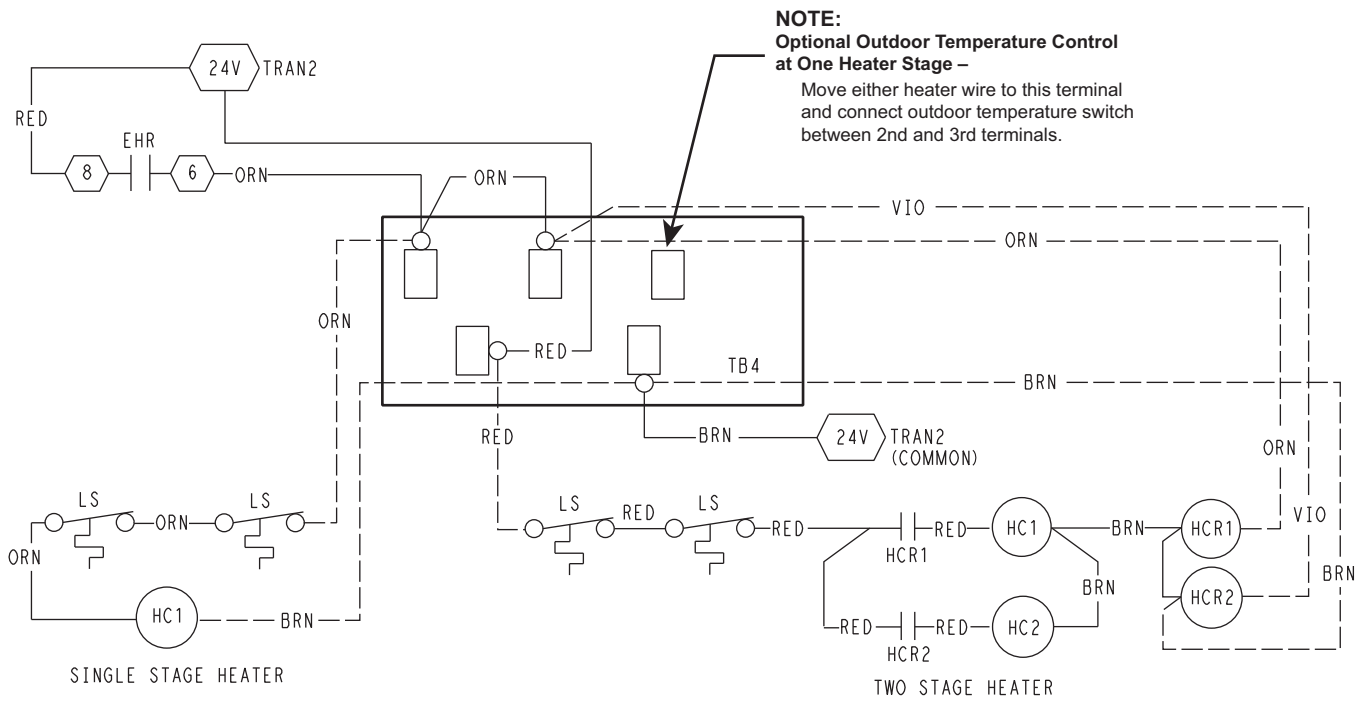 NOTE:
Optional Outdoor Temperature Control
at One Heater Stage –
Move either heater wire to this terminal
and connect outdoor temperature switch
between 2nd and 3rd terminals.
24V TRAN2
RED
EHR
8 6 ORN
ORN
VIO
ORN
ORN
RED
TB4
BRN
RED
BRN 24V TRAN2
(COMMON)
ORN
LS LS
ORN
ORN
HC1 BRN
SINGLE STAGE HEATER
LS RED LS
RED HCR1 RED HC1 BRN HCR1 VIO
BRN
BRN
HCR2
RED HCR2 RED HC2
TWO STAGE HEATER